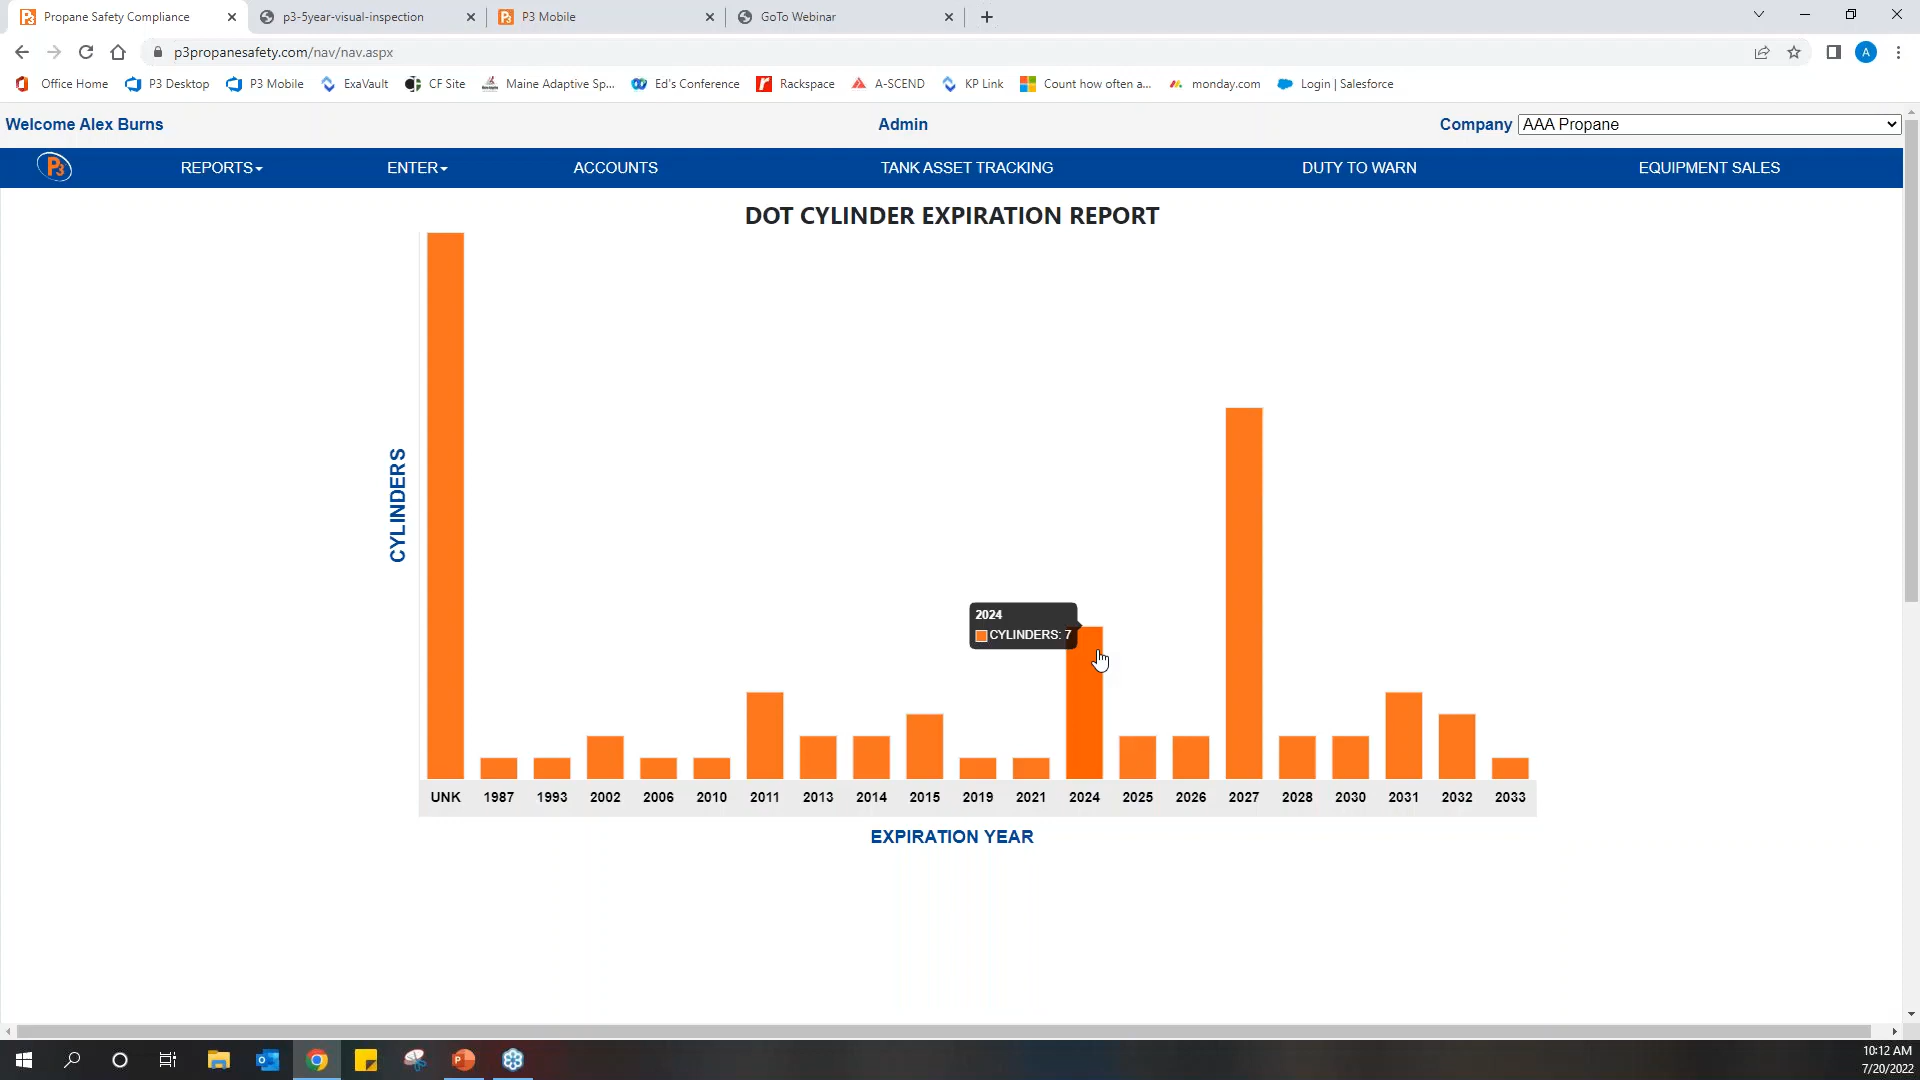 Propane Safety Compliance
p3-5year-visual-inspection
P3 Mobile
GoTo Webinar
p3propanesafety.com/nav/nav.aspx
A
Office Home
P3 Desktop
P3 Mobile
ExaVault
CF Site
Maine Adaptive Sp...
Ed's Conference
Rackspace
A-SCEND
KP Link
Count how often a...
monday.com
Login | Salesforce
Welcome Alex Burns
Admin
Company
AAA Propane
P3
REPORTS
ENTER
ACCOUNTS
TANK ASSET TRACKING
DUTY TO WARN
EQUIPMENT SALES
DOT CYLINDER EXPIRATION REPORT
CYLINDERS
2024
CYLINDERS: 7
UNK 1987 1993 2002 2006 2010 2011 2013 2014 2015 2019 2021 2024 2025 2026 2027 2028 2030 2031 2032 2033
EXPIRATION YEAR
10:12 AM
7/20/2022